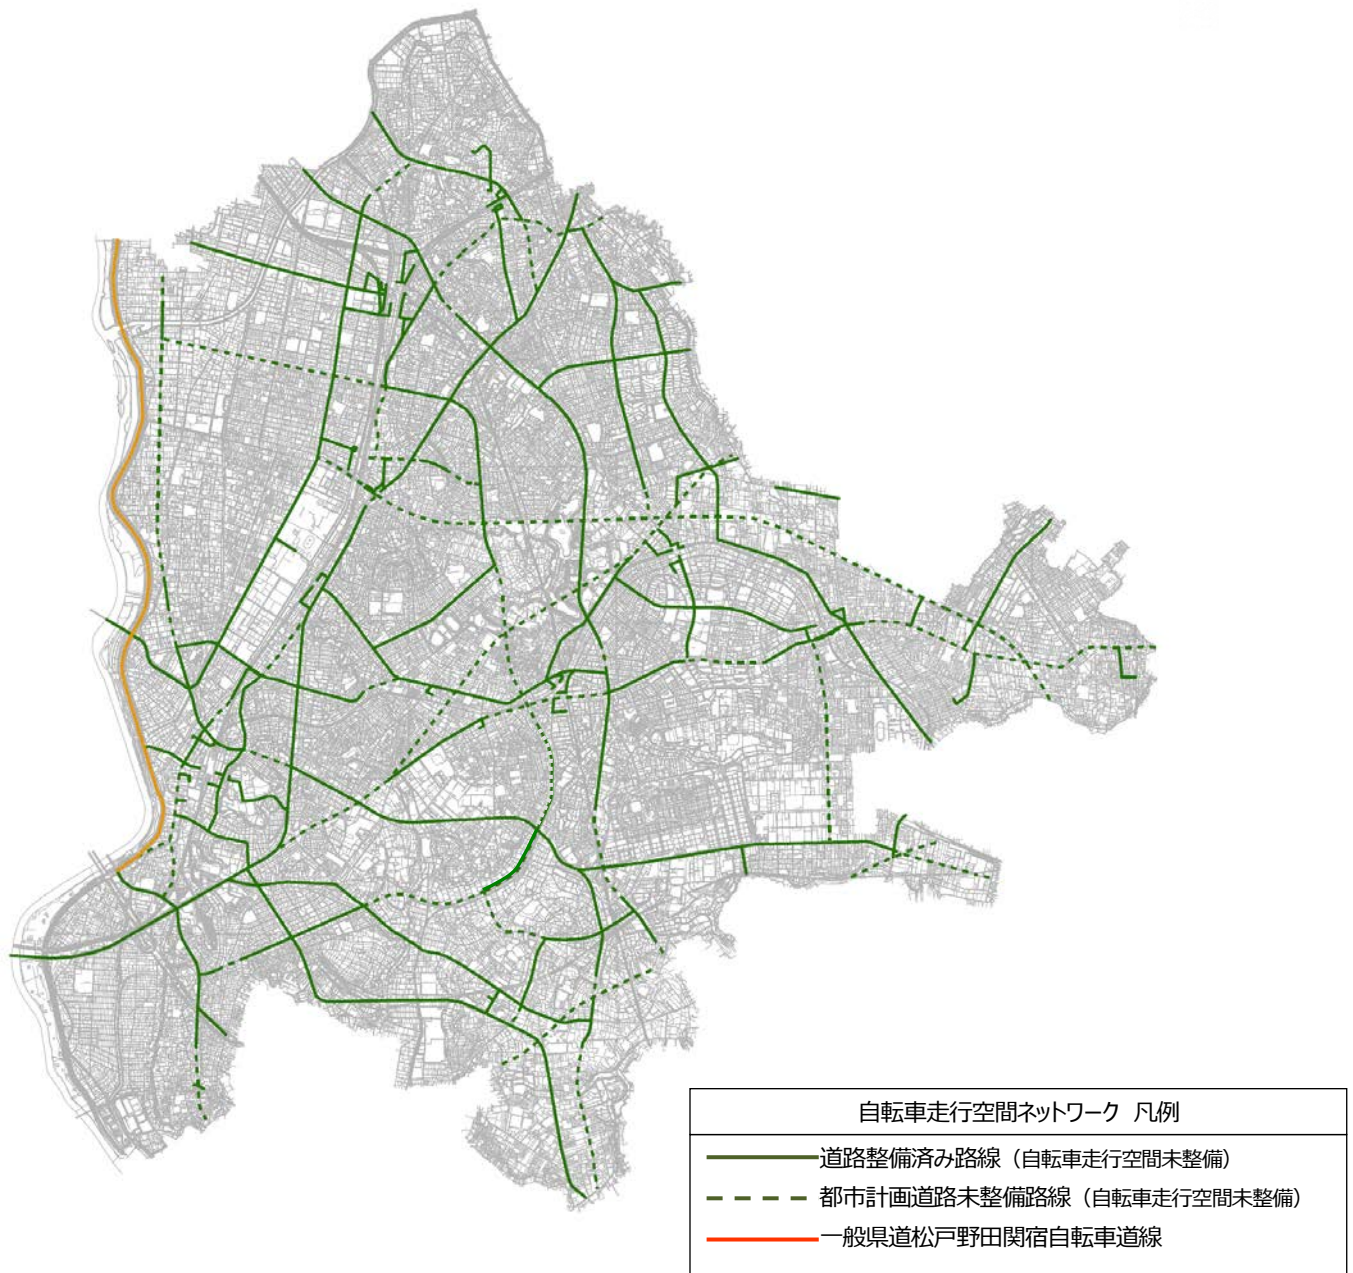 自転車走行空間ネットワーク 凡例
道路整備済み路線（自転車走行空間未整備）
都市計画道路未整備路線（自転車走行空間未整備）
一般県道松戸野田関宿自転車道線